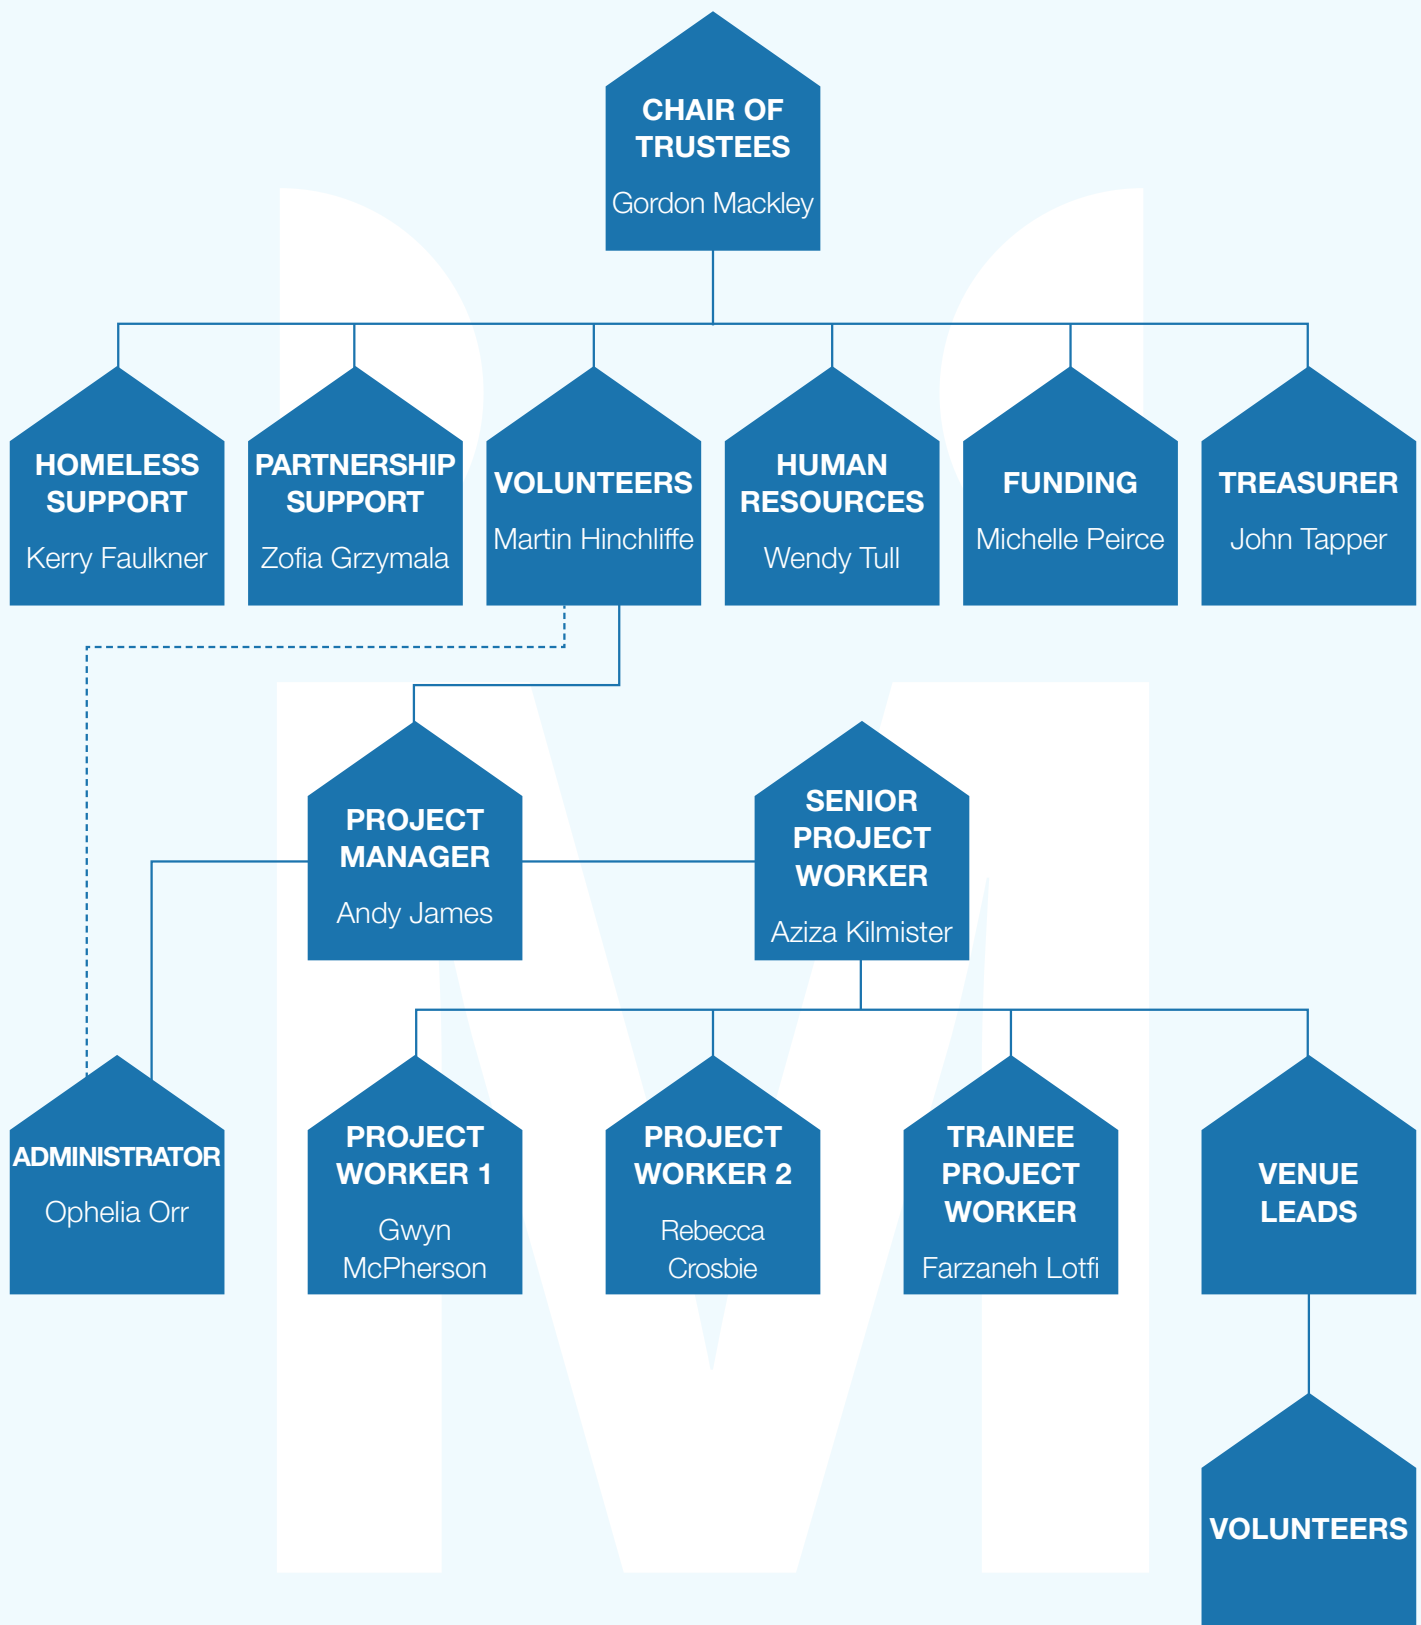 CHAIR OF
TRUSTEES
Gordon Mackley
HOMELESS
SUPPORT
Kerry Faulkner
PARTNERSHIP
SUPPORT
Zofia Grzymala
VOLUNTEERS
Martin Hinchliffe
HUMAN
RESOURCES
Wendy Tull
FUNDING
Michelle Peirce
TREASURER
John Tapper
PROJECT
MANAGER
Andy James
SENIOR
PROJECT
WORKER
Aziza Kilmister
ADMINISTRATOR
Ophelia Orr
PROJECT
WORKER 1
Gwyn
McPherson
PROJECT
WORKER 2
Rebecca
Crosbie
TRAINEE
PROJECT
WORKER
Farzaneh Lotfi
VENUE
LEADS
VOLUNTEERS